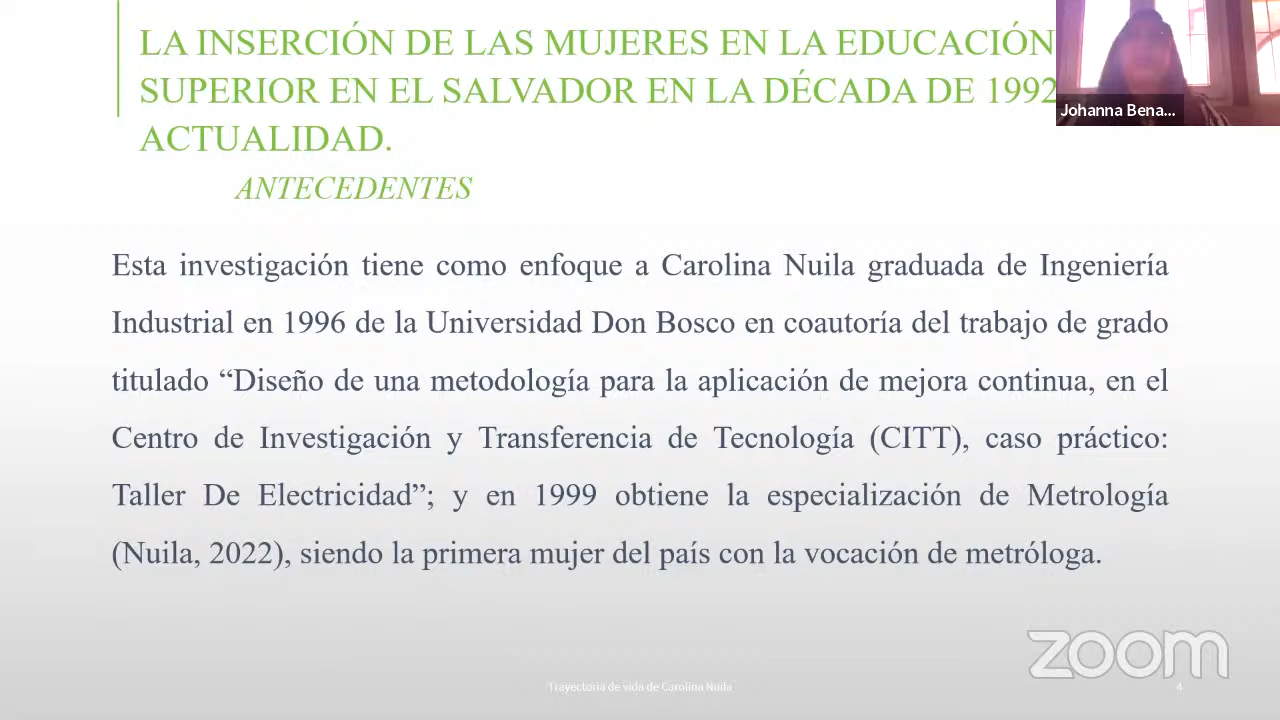 LA INSERCIÓN DE LAS MUJERES EN LA EDUCACIÓN
SUPERIOR EN EL SALVADOR EN LA DÉCADA DE 1992
ACTUALIDAD.
ANTECEDENTES
Johanna Bena...
Esta investigación tiene como enfoque a Carolina Nuila graduada de Ingeniería
Industrial en 1996 de la Universidad Don Bosco en coautoría del trabajo de grado
titulado “Diseño de una metodología para la aplicación de mejora continua, en el
Centro de Investigación y Transferencia de Tecnología (CITT), caso práctico:
Taller De Electricidad”; y en 1999 obtiene la especialización de Metrología
(Nuila, 2022), siendo la primera mujer del país con la vocación de metróloga.
zoom
Trayectoria de vida de Carolina Nuila
4